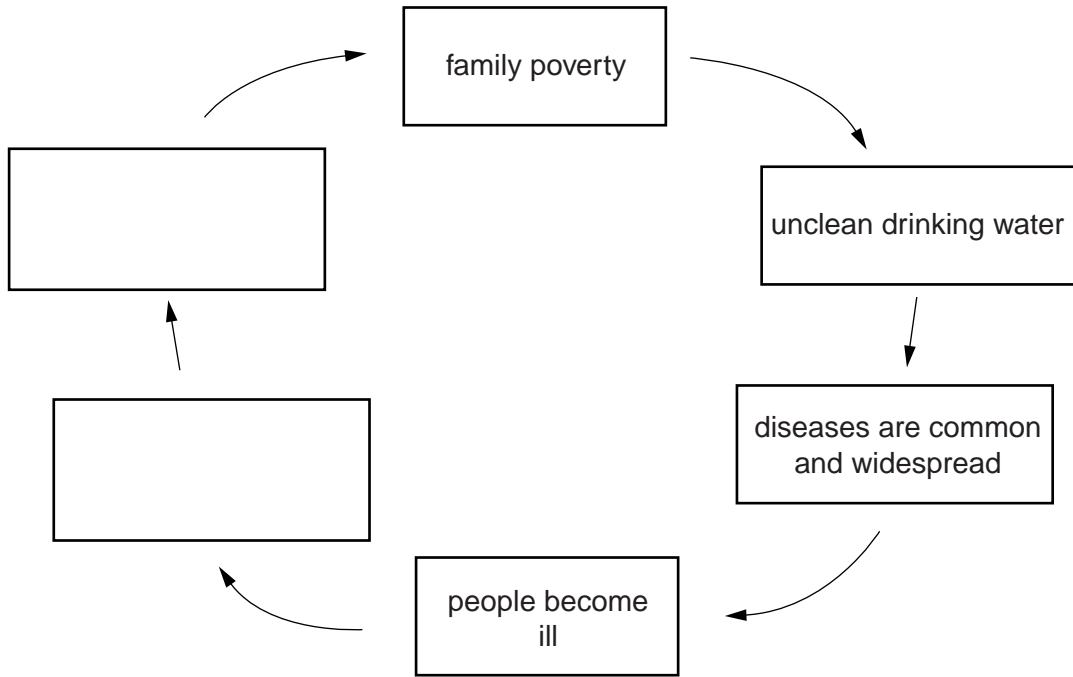 family poverty
unclean drinking water
diseases are common
and widespread
people become
ill